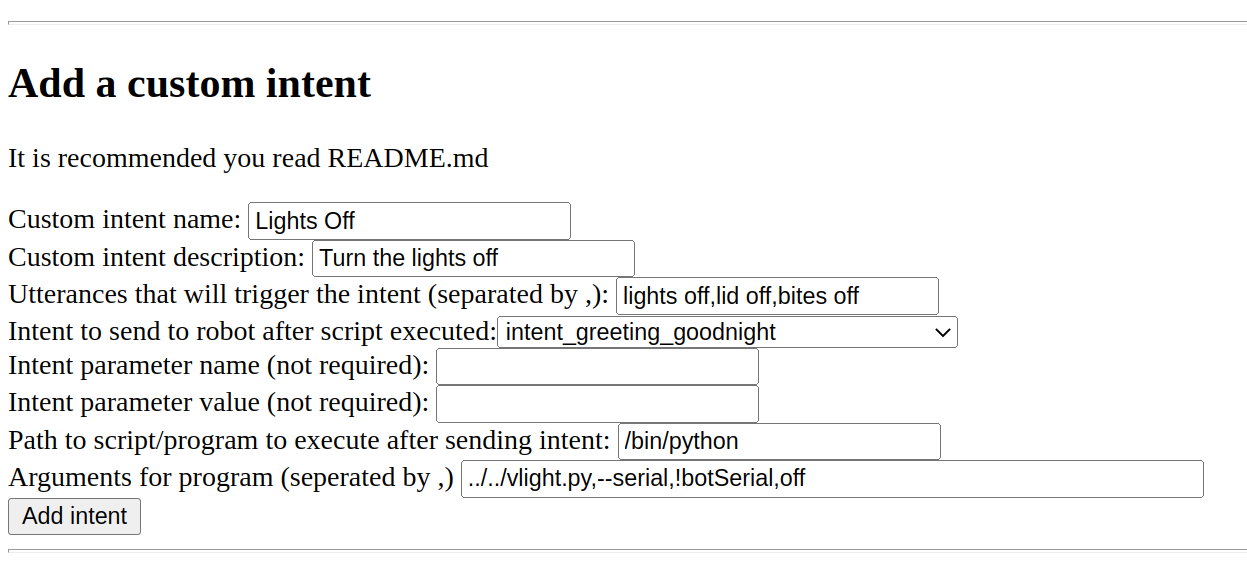 Add a custom intent
It is recommended you read README.md
Custom intent name: Lights Off
Custom intent description: Turn the lights off
Utterances that will trigger the intent (separated by ,): lights off,lid off,bites off
Intent to send to robot after script executed: intent_greeting_goodnight
Intent parameter name (not required):
Intent parameter value (not required):
Path to script/program to execute after sending intent: /bin/python
Arguments for program (seperated by ,) ../../vlight.py,--serial,!botSerial,off
Add intent